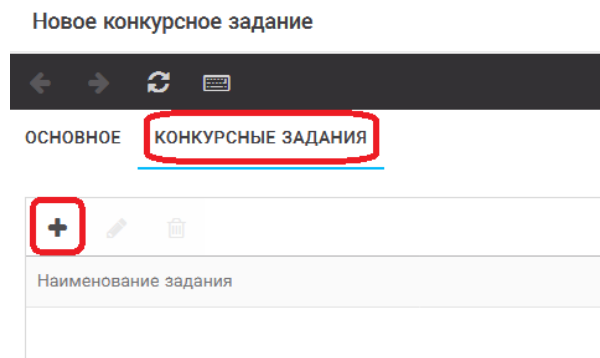 Новое конкурсное задание
ОСНОВНОЕ КОНКУРСНЫЕ ЗАДАНИЯ
Наименование задания